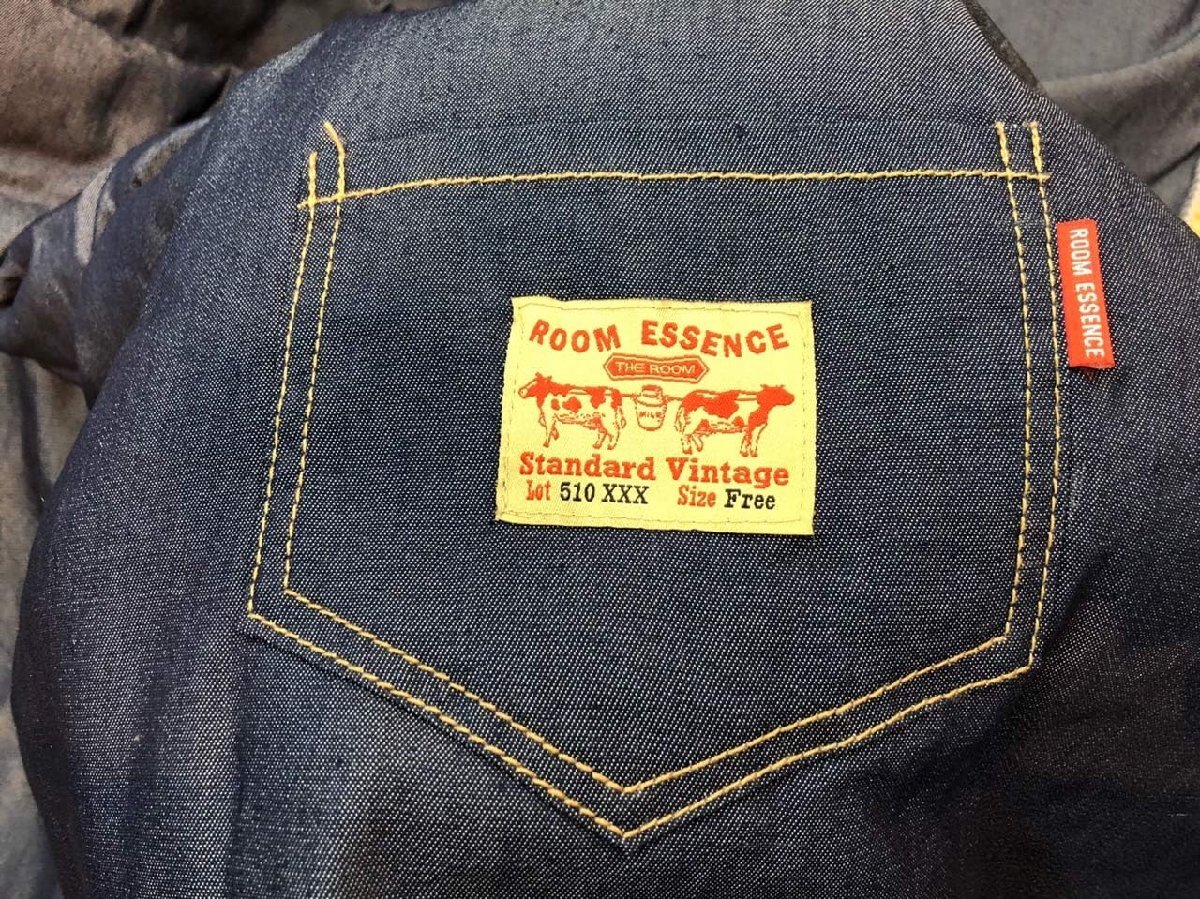 ROOM ESSENCE
THE ROOM
MILK
Standard Vintage
Lot 510 XXX Size Free
ROOM ESSENCE